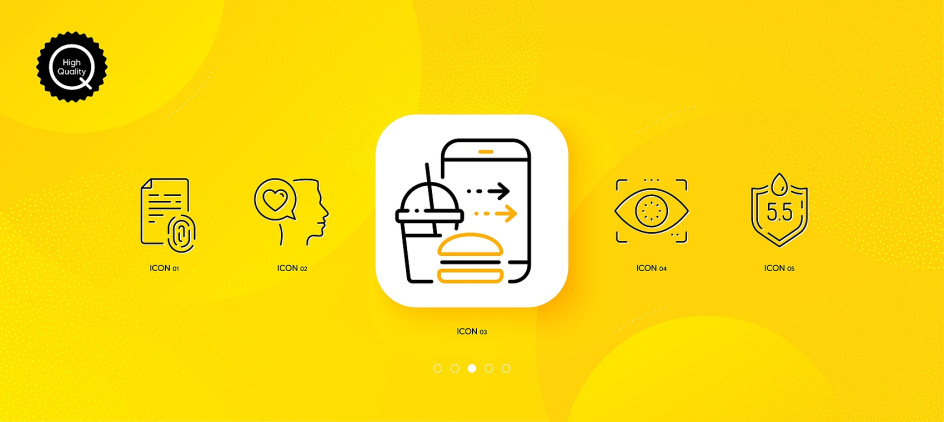 High
Quality
ICON 01
ICON 02
5.5
ICON 04
ICON 05
ICON 03